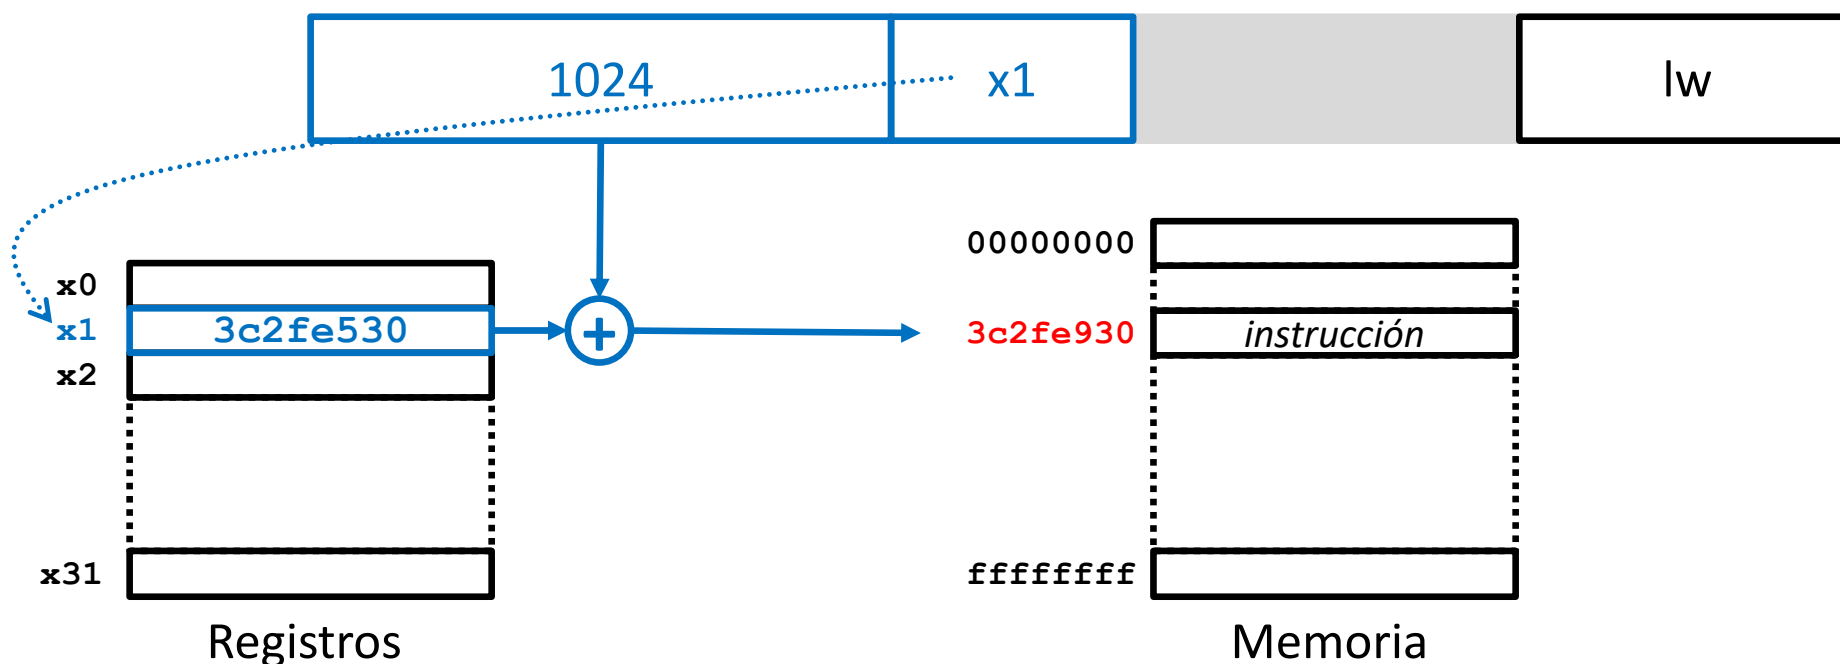 1024 x1 lw
00000000
x0
x1 3c2fe530 + 3c2fe930 instrucción
x2
x31 ffffffff
Registros Memoria